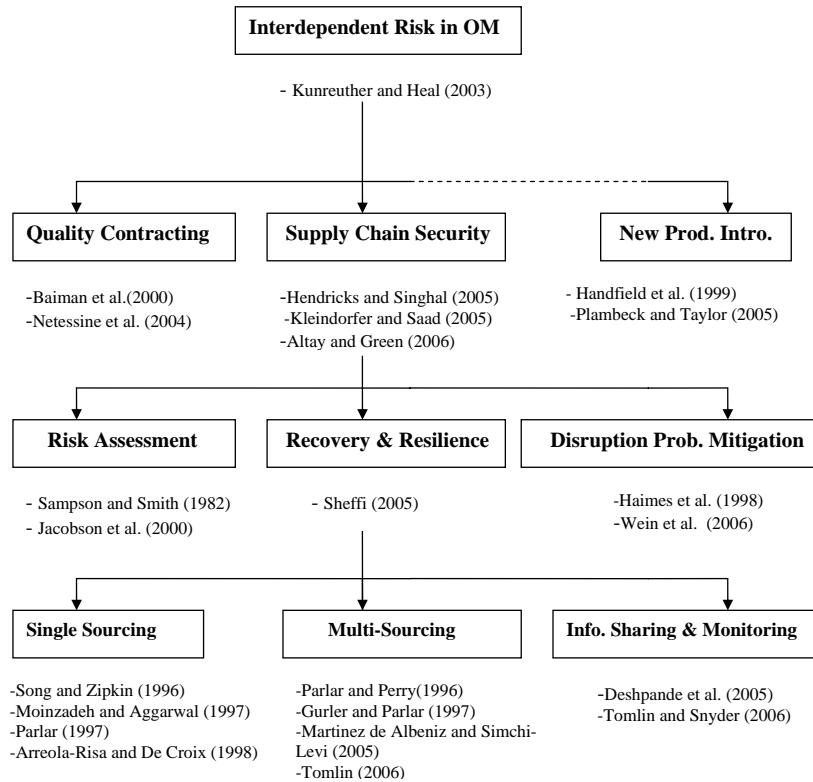 Interdependent Risk in OM
- Kunreuther and Heal (2003)
Quality Contracting
Supply Chain Security
New Prod. Intro.
-Baiman et al.(2000)
-Netessine et al. (2004)
-Hendricks and Singhal (2005)
-Kleindorfer and Saad (2005)
-Altay and Green (2006)
- Handfield et al. (1999)
-Plambeck and Taylor (2005)
Risk Assessment
Recovery & Resilience
Disruption Prob. Mitigation
- Sampson and Smith (1982)
- Jacobson et al. (2000)
- Sheffi (2005)
-Haimes et al. (1998)
-Wein et al. (2006)
Single Sourcing
Multi-Sourcing
Info. Sharing & Monitoring
-Song and Zipkin (1996)
-Moinzadeh and Aggarwal (1997)
-Parlar (1997)
-Arreola-Risa and De Croix (1998)
-Parlar and Perry(1996)
-Gurler and Parlar (1997)
-Martinez de Albeniz and Simchi-
Levi (2005)
-Tomlin (2006)
-Deshpande et al. (2005)
-Tomlin and Snyder (2006)